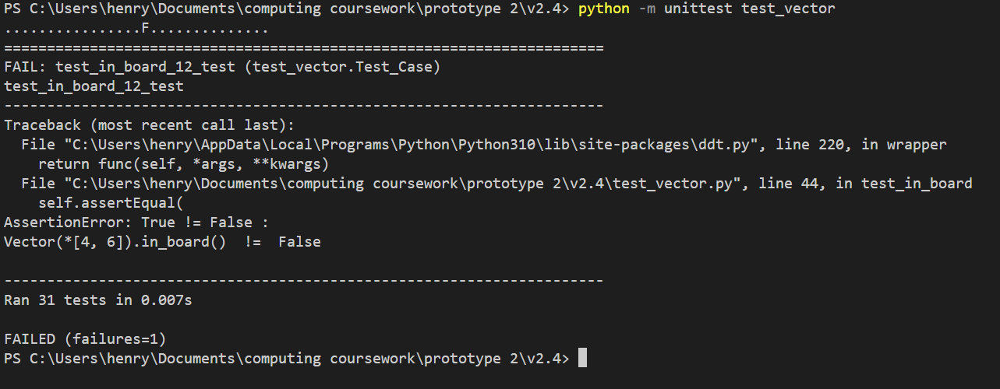 PS C:\Users\henry\Documents\computing coursework\prototype 2\v2.4> python -m unittest test_vector
................F..............
======================================================================
FAIL: test_in_board_12_test (test_vector.Test_Case)
test_in_board_12_test
----------------------------------------------------------------------
Traceback (most recent call last):
  File "C:\Users\henry\AppData\Local\Programs\Python\Python310\lib\site-packages\ddt.py", line 220, in wrapper
    return func(self, *args, **kwargs)
  File "C:\Users\henry\Documents\computing coursework\prototype 2\v2.4\test_vector.py", line 44, in test_in_board
    self.assertEqual(
AssertionError: True != False :
Vector(*[4, 6]).in_board()  !=  False

----------------------------------------------------------------------
Ran 31 tests in 0.007s

FAILED (failures=1)
PS C:\Users\henry\Documents\computing coursework\prototype 2\v2.4>